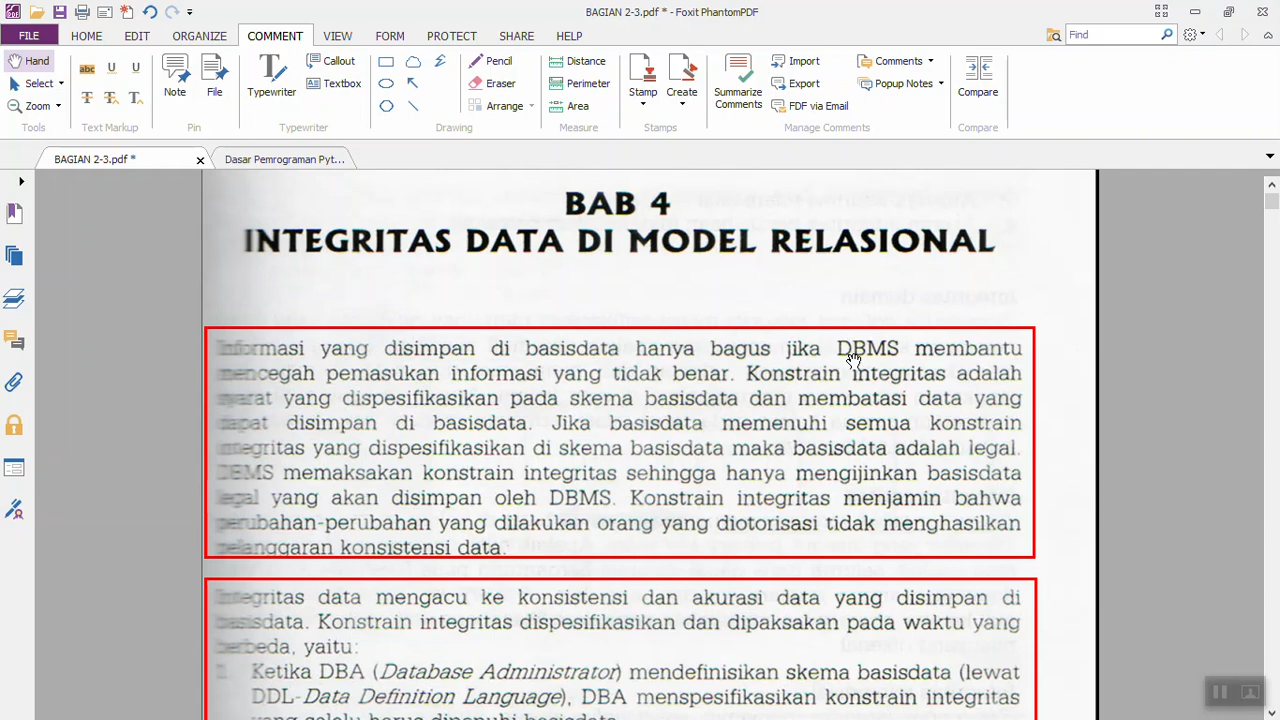 BAGIAN 2-3.pdf * - Foxit PhantomPDF
FILE HOME EDIT ORGANIZE COMMENT VIEW FORM PROTECT SHARE HELP Find
Hand Select Zoom Tools
abc U U T T T Text Markup
Note File Pin
Typewriter Callout Textbox Typewriter
Pencil Eraser Arrange Drawing
Distance Perimeter Area Measure
Stamp Create Stamps
Summarize Comments Import Export FDF via Email Comments Popup Notes Manage Comments
Compare Compare
BAGIAN 2-3.pdf * Dasar Pemrograman Pyt...
BAB 4
INTEGRITAS DATA DI MODEL RELASIONAL
Informasi yang disimpan di basisdata hanya bagus jika DBMS membantu
mencegah pemasukan informasi yang tidak benar. Konstrain integritas adalah
syarat yang dispesifikasikan pada skema basisdata dan membatasi data yang
dapat disimpan di basisdata. Jika basisdata memenuhi semua konstrain
integritas yang dispesifikasikan di skema basisdata maka basisdata adalah legal.
DBMS memaksakan konstrain integritas sehingga hanya mengijinkan basisdata
legal yang akan disimpan oleh DBMS. Konstrain integritas menjamin bahwa
perubahan-perubahan yang dilakukan orang yang diotorisasi tidak menghasilkan
pelanggaran konsistensi data.
Integritas data mengacu ke konsistensi dan akurasi data yang disimpan di
basisdata. Konstrain integritas dispesifikasikan dan dipaksakan pada waktu yang
berbeda, yaitu:
Ketika DBA (Database Administrator) mendefinisikan skema basisdata (lewat
DDL-Data Definition Language), DBA menspesifikasikan konstrain integritas